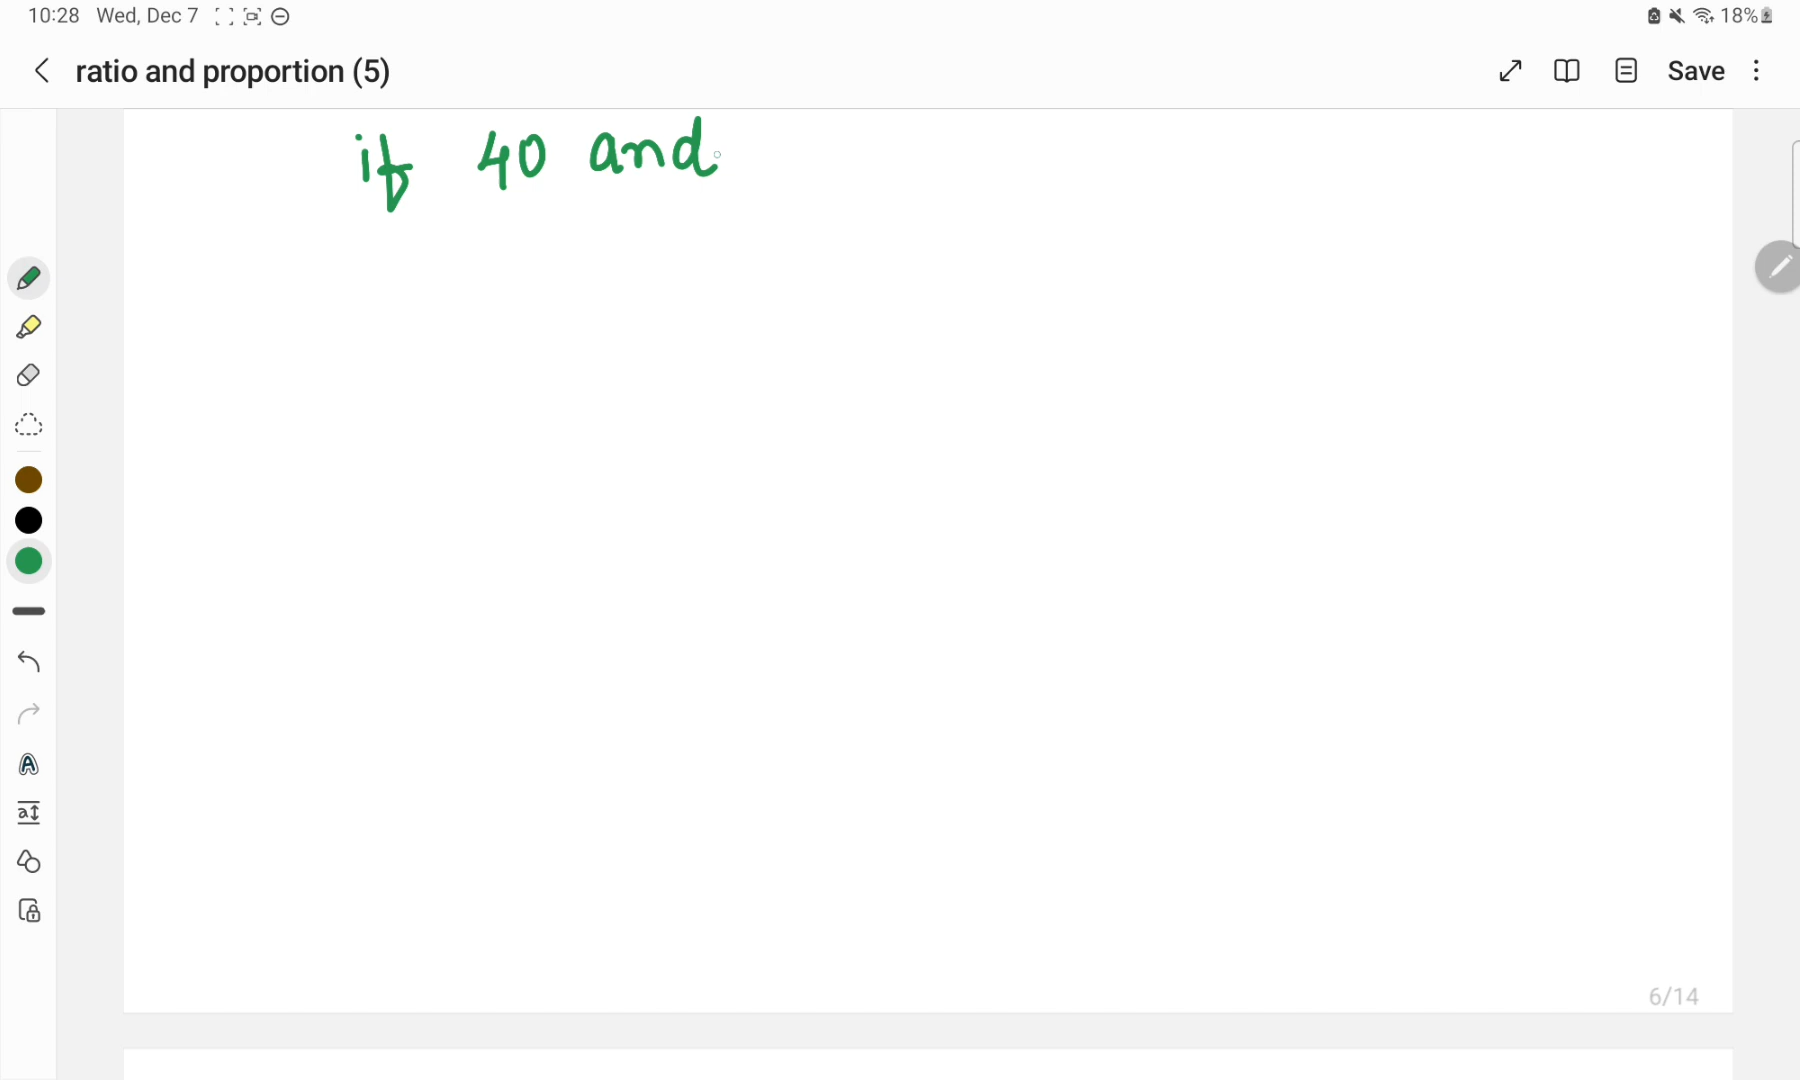 10:28 Wed, Dec 7 18%
ratio and proportion (5) Save
if 40 and
6/14